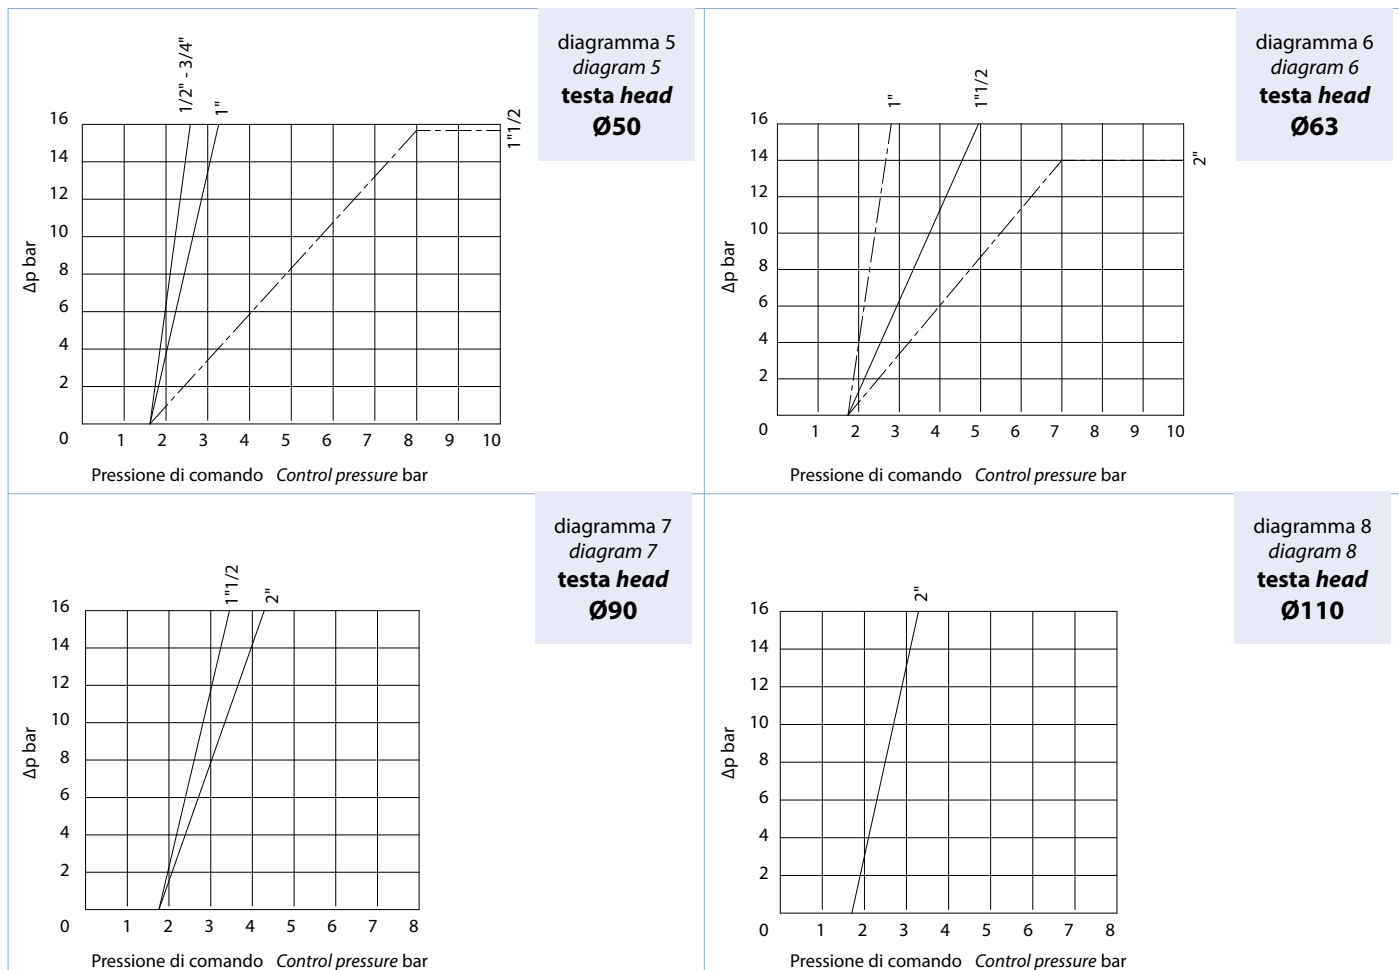 diagramma 5
diagram 5
testa head
Ø50
1/2" - 3/4"
1"
1"1/2
16
14
12
10
8
6
4
2
0
Δp bar
1 2 3 4 5 6 7 8 9 10
Pressione di comando Control pressure bar
diagramma 6
diagram 6
testa head
Ø63
1"
1"1/2
2"
16
14
12
10
8
6
4
2
0
Δp bar
1 2 3 4 5 6 7 8 9 10
Pressione di comando Control pressure bar
diagramma 7
diagram 7
testa head
Ø90
1"1/2
2"
16
14
12
10
8
6
4
2
0
Δp bar
1 2 3 4 5 6 7 8
Pressione di comando Control pressure bar
diagramma 8
diagram 8
testa head
Ø110
2"
16
14
12
10
8
6
4
2
0
Δp bar
1 2 3 4 5 6 7 8
Pressione di comando Control pressure bar